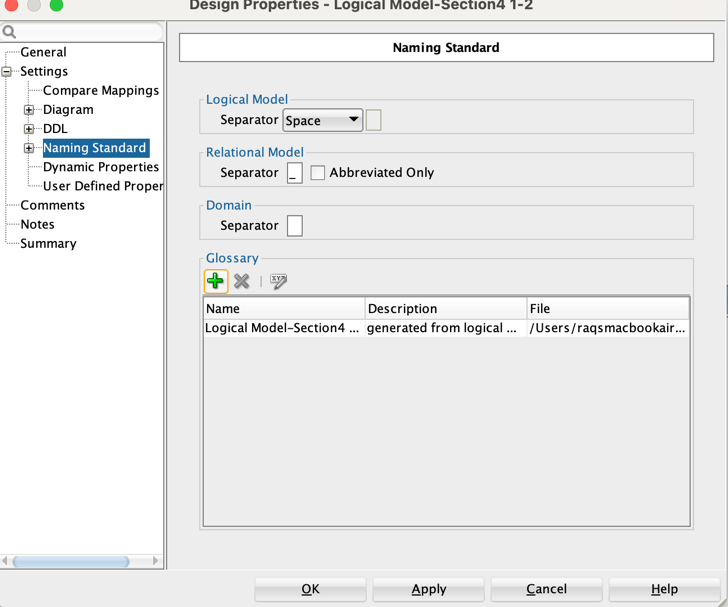 Design Properties - Logical Model-Section4 1-2
General
Settings
Compare Mappings
Diagram
DDL
Naming Standard
Dynamic Properties
User Defined Proper
Comments
Notes
Summary
Naming Standard
Logical Model
Separator Space
Relational Model
Separator _ Abbreviated Only
Domain
Separator
Glossary
Name Description File
Logical Model-Section4 ... generated from logical ... /Users/raqsmacbookair...
OK Apply Cancel Help